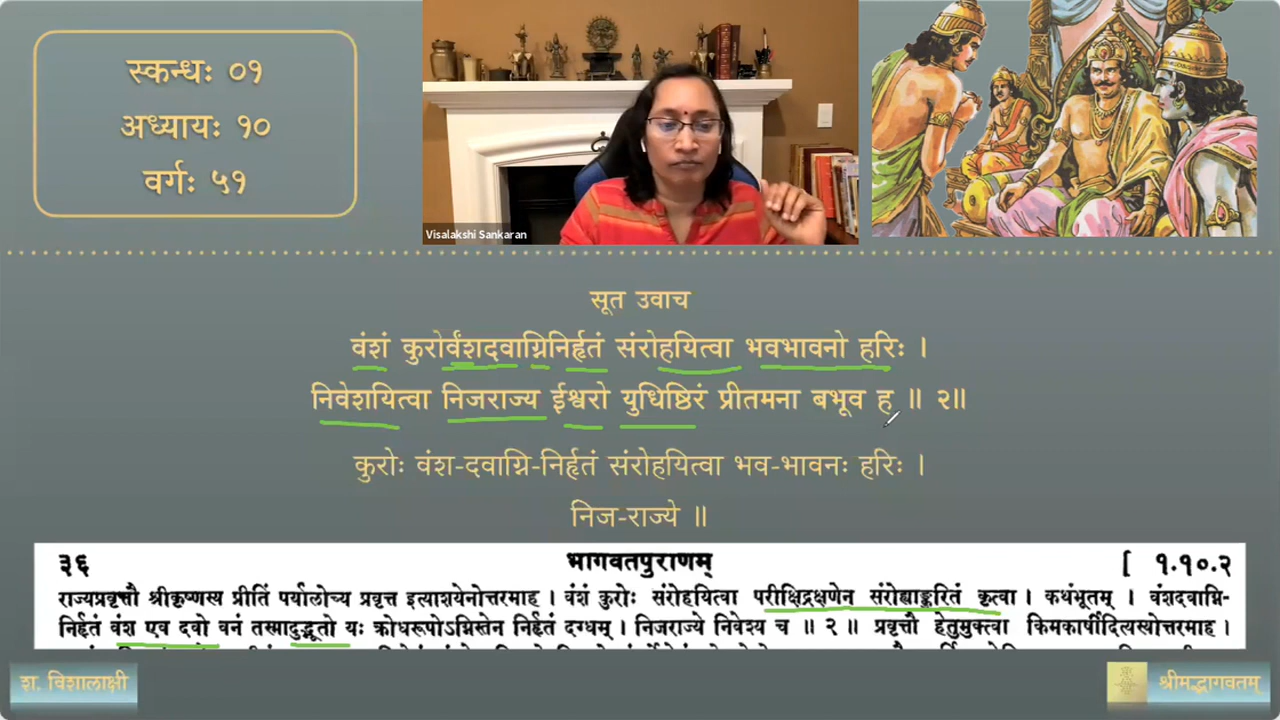 स्कन्धः ०१
अध्यायः १०
वर्गः ५१
Visalakshi Sankaran
सूत उवाच
वंशं कुरोर्वंशदवाग्निनिर्हृतं संरोहयित्वा भवभावनो हरिः ।
निवेशयित्वा निजराज्य ईश्वरो युधिष्ठिरं प्रीतमना बभूव ह ॥ २॥
कुरोः वंश-दवाग्नि-निर्हृतं संरोहयित्वा भव-भावनः हरिः ।
निज-राज्ये ॥
३६ भागवतपुराणम् [ १.१०.२
राज्यप्रवृत्तौ श्रीकृष्णस्य प्रीतिं पर्यालोच्य प्रवृत्त इत्याशयेनोत्तरमाह । वंशं कुरोः संरोहयित्वा परीक्षिद्रक्षणेन संरोह्याङ्कुरितं कृत्वा । कथंभूतम् । वंशदवाग्नि-
निर्हृतं वंश एव दवो वनं तस्मादुद्भूतो यः क्रोधरूपोऽग्निस्तेन निर्हृतं दग्धम् । निजराज्ये निवेश्य च ॥ २ ॥ प्रवृत्तौ हेतुमुक्त्वा किमकार्षीदित्यस्योत्तरमाह ।
श. विशालाक्षी
श्रीमद्भागवतम्